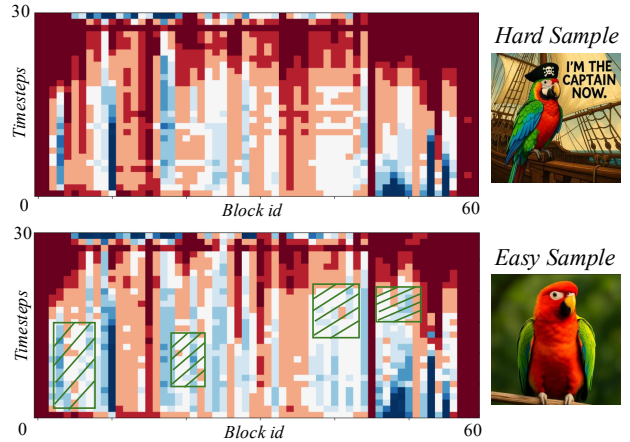 30
Timesteps
0
Block id
60
Hard Sample
I'M THE
CAPTAIN
NOW.
30
Timesteps
0
Block id
60
Easy Sample